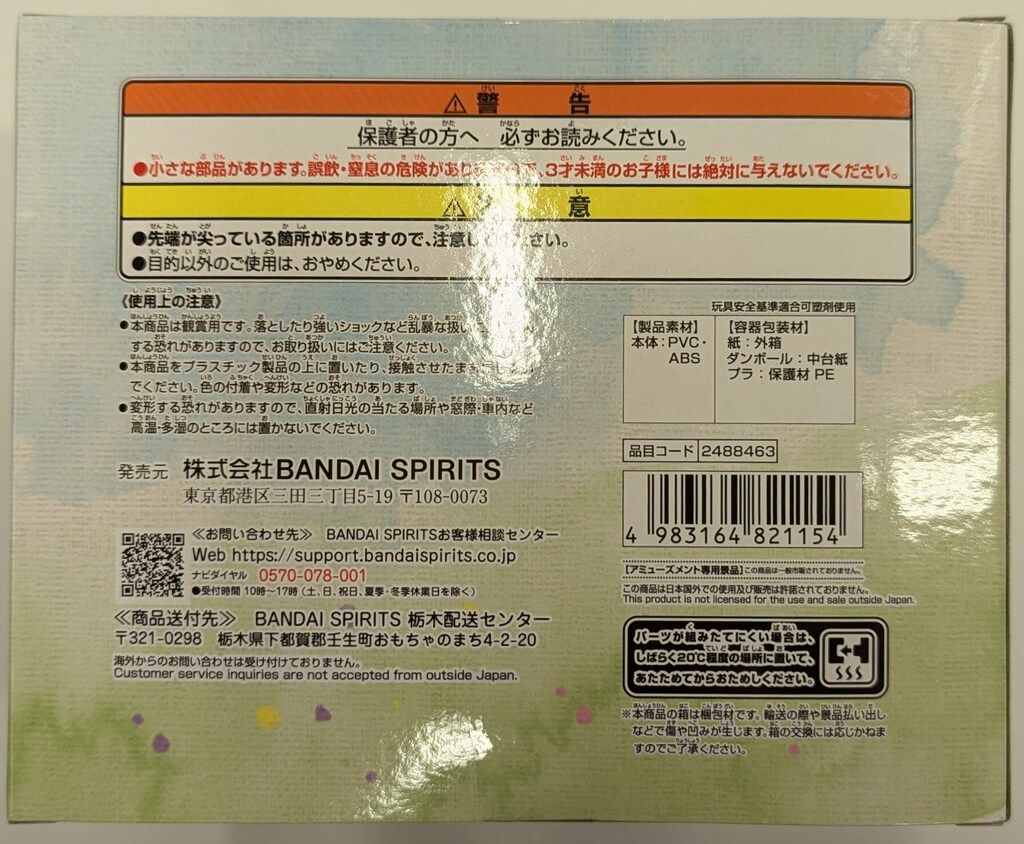 ⚠警告
保護者の方へ 必ずお読みください。
●小さな部品があります。誤飲・窒息の危険があり、3才未満のお子様には絶対に与えないでください。
⚠ 意
●先端が尖っている箇所がありますので、注意し い。
●目的以外のご使用は、おやめください。
《使用上の注意》
●本商品は観賞用です。落としたり強いショックなど乱暴な扱い
する恐れがありますので、お取り扱いにはご注意ください。
●本商品をプラスチック製品の上に置いたり、接触させたまま
でください。色の付着や変形などの恐れがあります。
●変形する恐れがありますので、直射日光の当たる場所や窓際・車内など
高温・多湿のところには置かないでください。
発売元 株式会社BANDAI SPIRITS
東京都港区三田三丁目5-19 〒108-0073
≪お問い合わせ先≫ BANDAI SPIRITSお客様相談センター
Web https://support.bandaispirits.co.jp
ナビダイヤル 0570-078-001
●受付時間 10時〜17時(土、日、祝日、夏季・冬季休業日を除く)
≪商品送付先≫ BANDAI SPIRITS 栃木配送センター
〒321-0298 栃木県下都賀郡壬生町おもちゃのまち4-2-20
海外からのお問い合わせは受け付けておりません。
Customer service inquiries are not accepted from outside Japan.
玩具安全基準適合可塑剤使用
【製品素材】
本体:PVC・
ABS
【容器包装材】
紙:外箱
ダンボール:中台紙
プラ:保護材 PE
品目コード 2488463
4 983164 821154
【アミューズメント専用景品】この商品は一般市販されておりません。
この商品は日本国外での使用及び販売は許諾されておりません。
This product is not licensed for the use and sale outside Japan.
パーツが組みたてにくい場合は、
しばらく20℃程度の場所に置いて、
あたためてからおためしください。
※本商品の箱は梱包材です。輸送の際や景品払い出し
などで傷や凹みが生じます。箱の交換には応じかねま
すのでご了承ください。